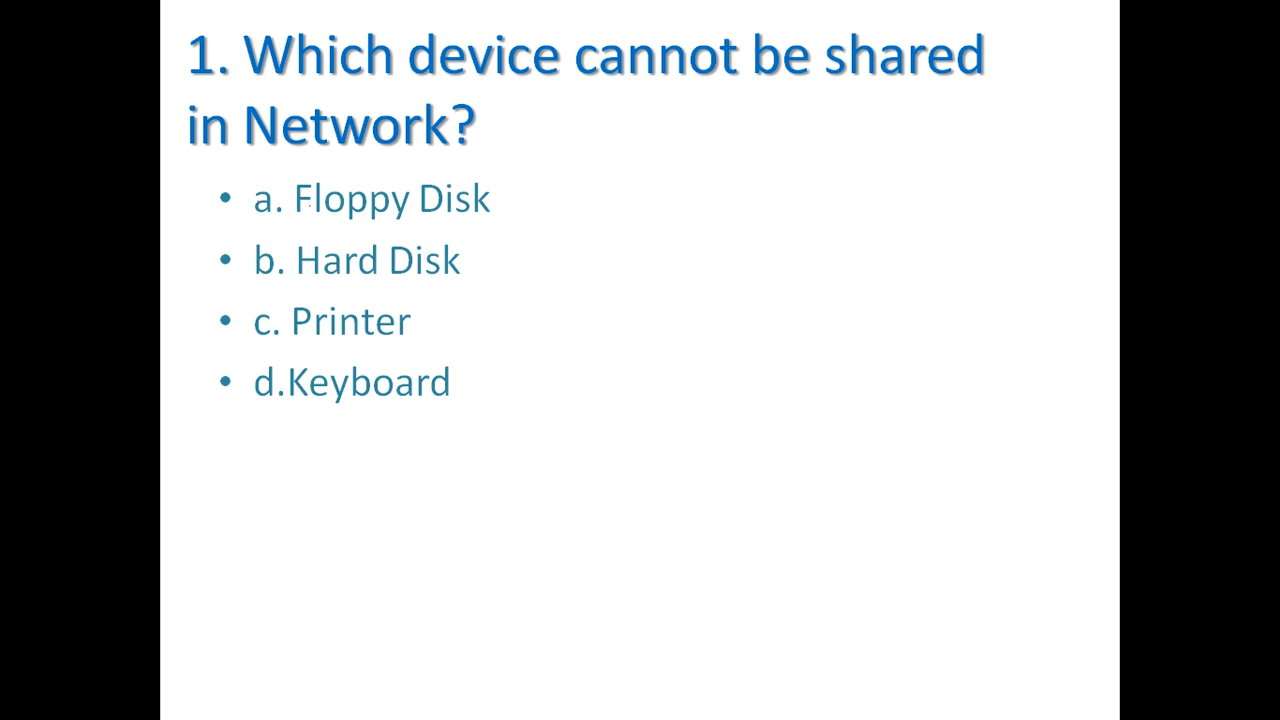 1. Which device cannot be shared
in Network?
• a. Floppy Disk
• b. Hard Disk
• c. Printer
• d.Keyboard